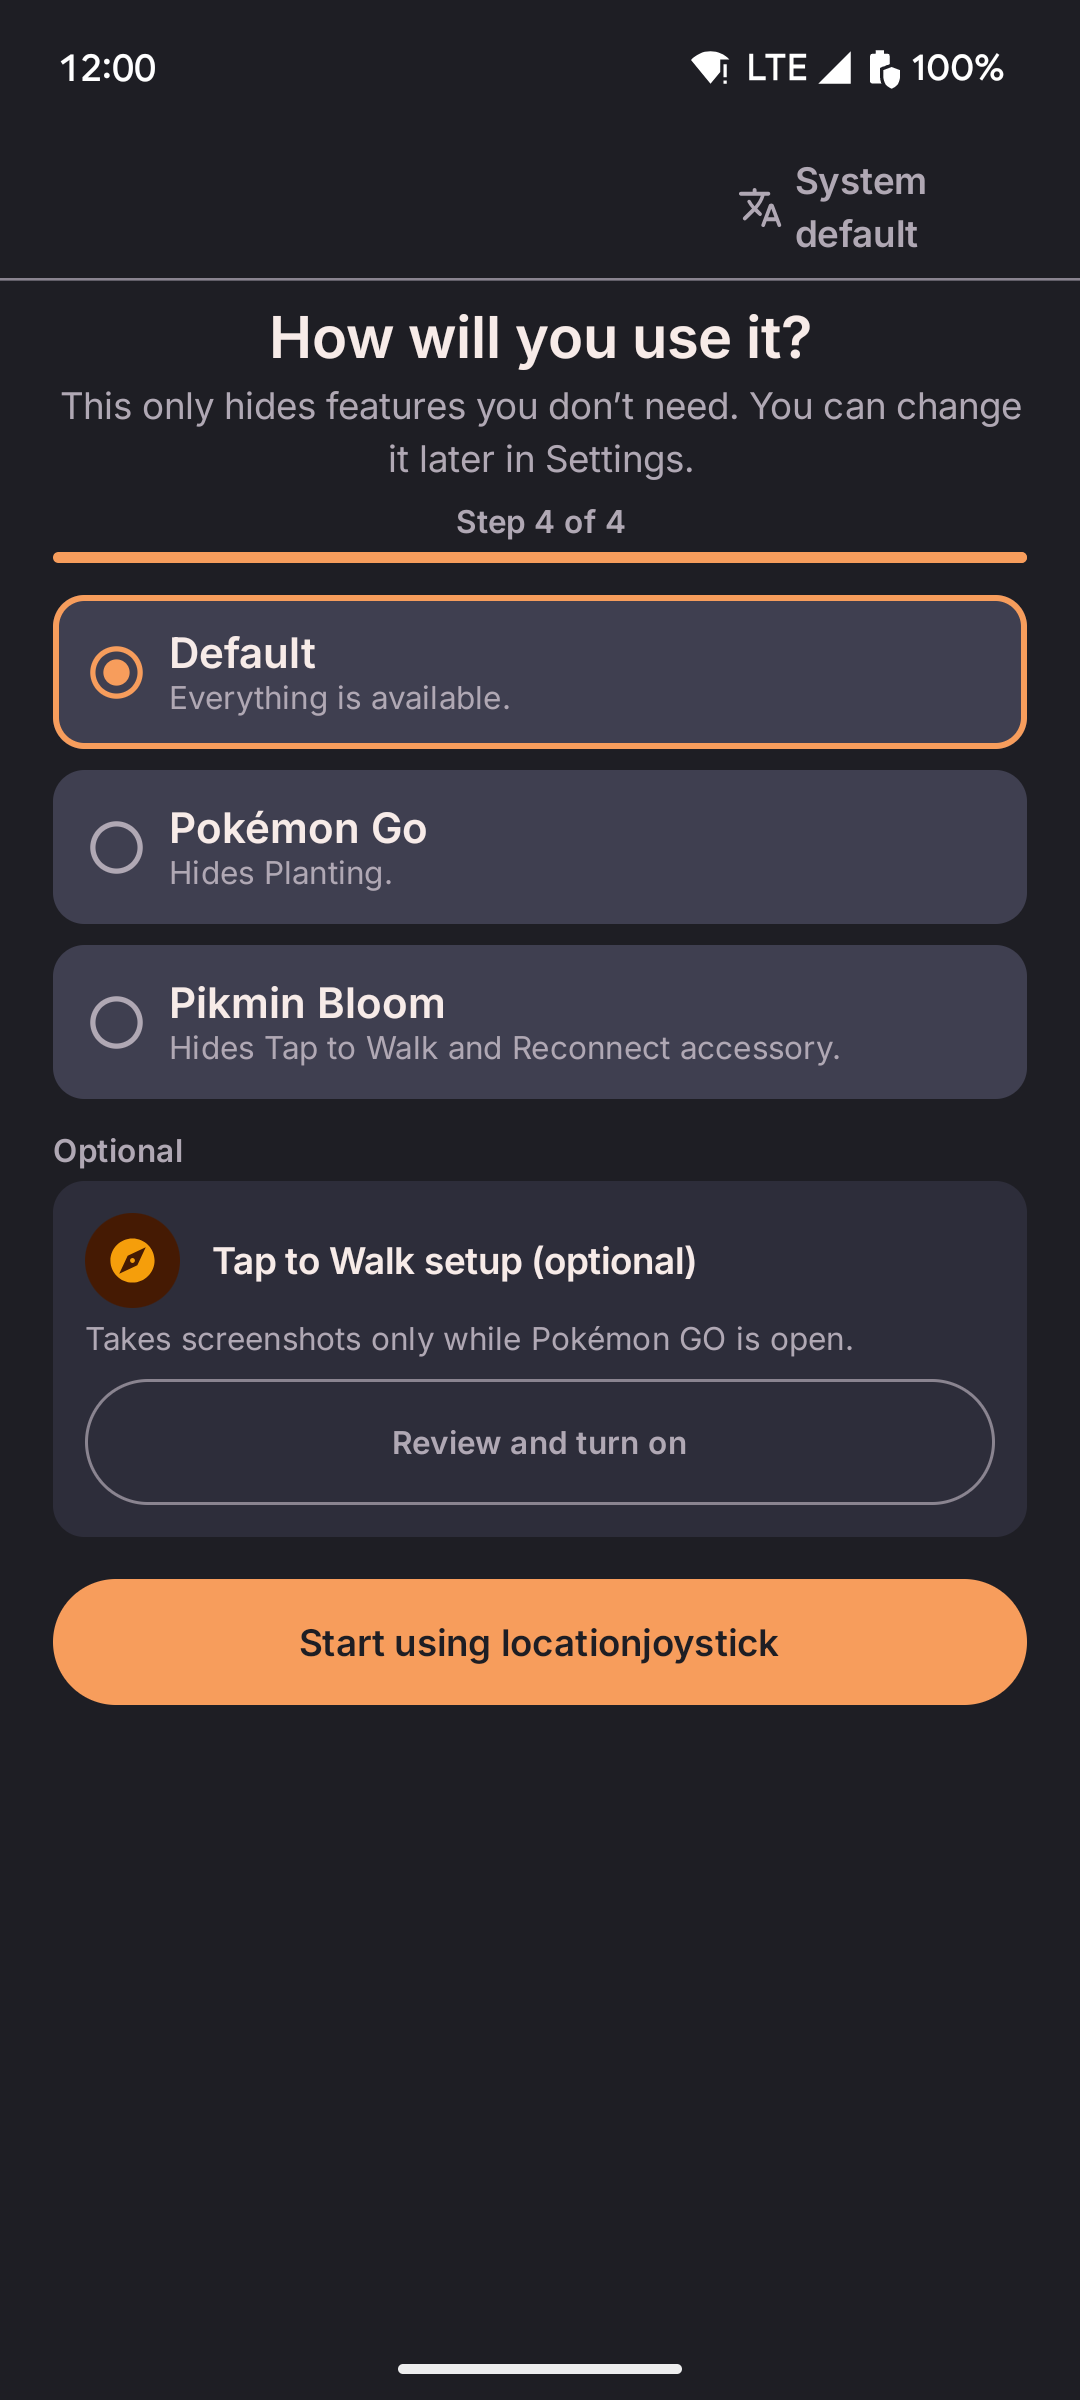 12:00
LTE
100%
System
default
How will you use it?
This only hides features you don’t need. You can change
it later in Settings.
Step 4 of 4
Default
Everything is available.
Pokémon Go
Hides Planting.
Pikmin Bloom
Hides Tap to Walk and Reconnect accessory.
Optional
Tap to Walk setup (optional)
Takes screenshots only while Pokémon GO is open.
Review and turn on
Start using locationjoystick